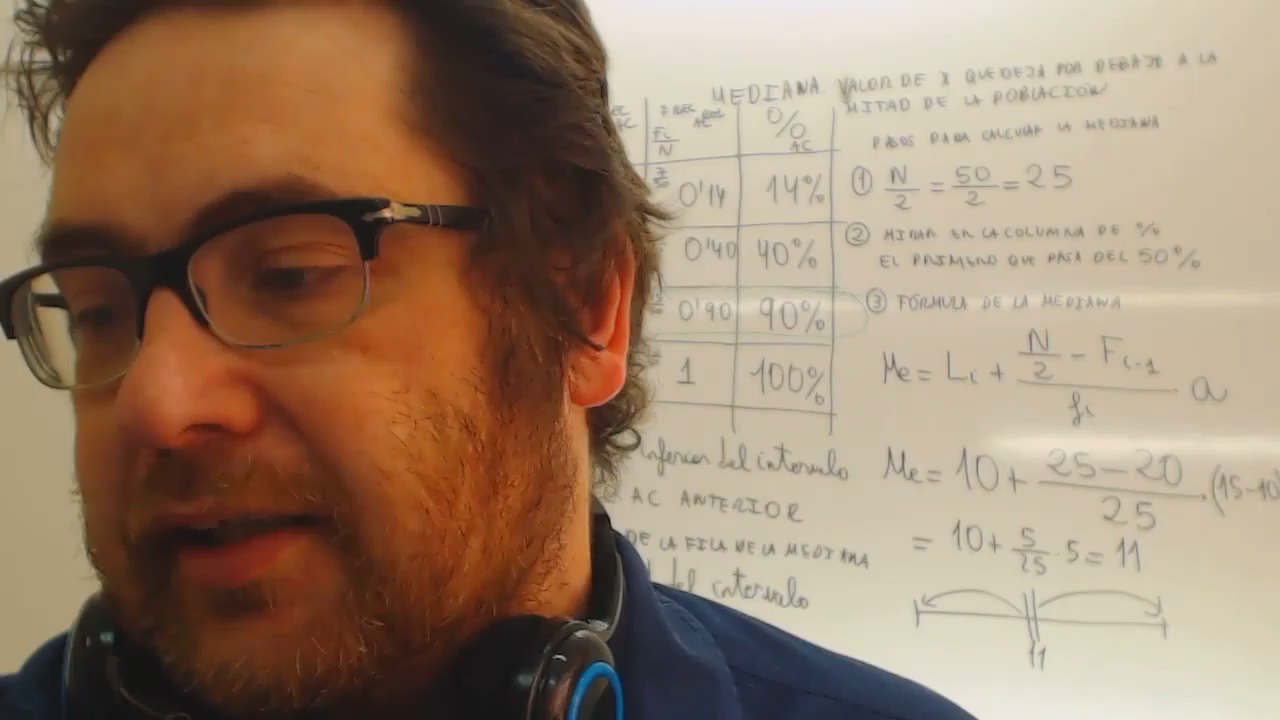 MEDIANA VALOR DE X QUE DEJA POR DEBAJO A LA
MITAD DE LA POBLACIÓN
FREC REL
AC
Fi
N
%
AC
PASOS PARA CALCULAR LA MEDIANA
0'14 14%
0'40 40%
0'90 90%
1 100%
① N/2 = 50/2 = 25
② MIRAR EN LA COLUMNA DE %
EL PRIMERO QUE PASA DEL 50%
③ FÓRMULA DE LA MEDIANA
Me = Li + (N/2 - Fi-1)/fi a
Me = 10 + (25-20)/25 · (15-10
= 10 + 5/25 · 5 = 11
11
inferior del intervalo
AC ANTERIOR
DE LA FILA DE LA MEDIANA
del intervalo